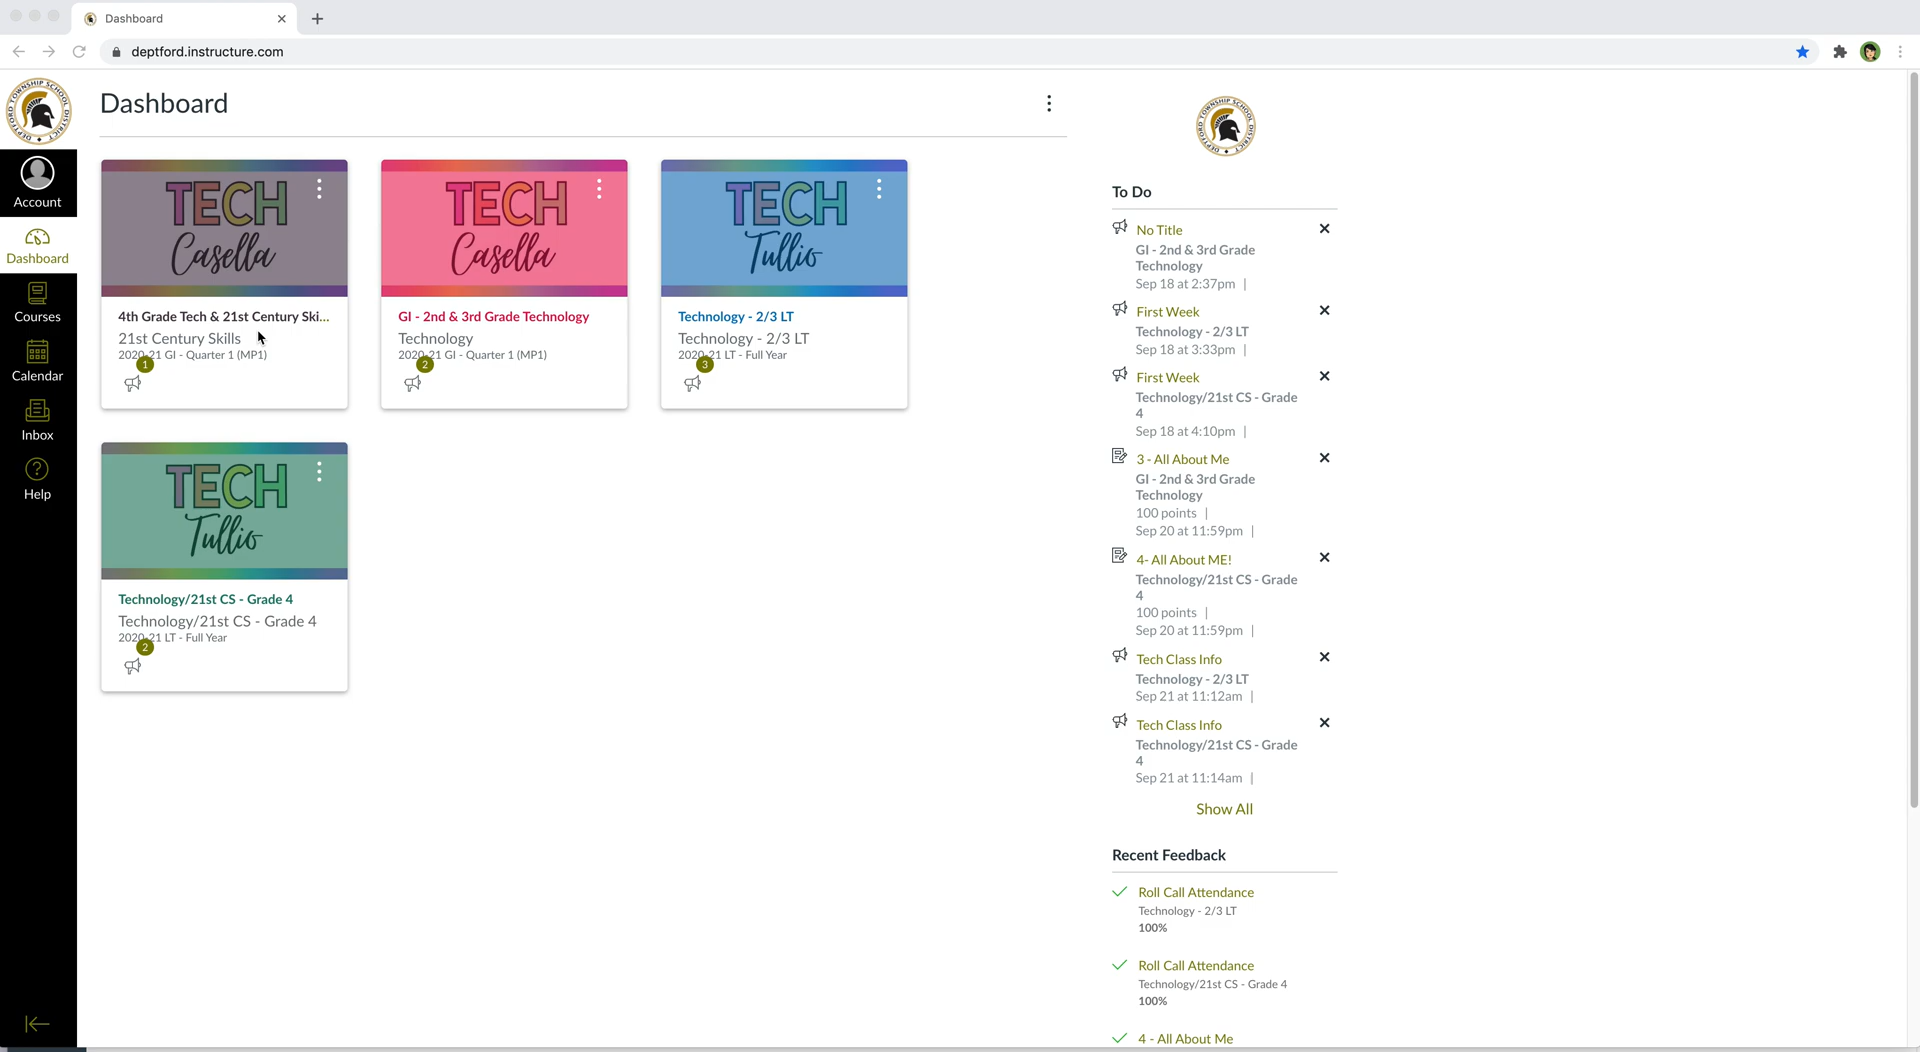 Dashboard
deptford.instructure.com
DEPTFORD TOWNSHIP SCHOOL DISTRICT
Account
Dashboard
Courses
Calendar
Inbox
Help
Dashboard
TECH
Casella
4th Grade Tech & 21st Century Ski...
21st Century Skills
2020-21 GI - Quarter 1 (MP1)
1
TECH
Casella
GI - 2nd & 3rd Grade Technology
Technology
2020-21 GI - Quarter 1 (MP1)
2
TECH
Tullio
Technology - 2/3 LT
Technology - 2/3 LT
2020-21 LT - Full Year
3
TECH
Tullio
Technology/21st CS - Grade 4
Technology/21st CS - Grade 4
2020-21 LT - Full Year
2
DEPTFORD TOWNSHIP SCHOOL DISTRICT
To Do
No Title
GI - 2nd & 3rd Grade
Technology
Sep 18 at 2:37pm |
First Week
Technology - 2/3 LT
Sep 18 at 3:33pm |
First Week
Technology/21st CS - Grade
4
Sep 18 at 4:10pm |
3 - All About Me
GI - 2nd & 3rd Grade
Technology
100 points |
Sep 20 at 11:59pm |
4- All About ME!
Technology/21st CS - Grade
4
100 points |
Sep 20 at 11:59pm |
Tech Class Info
Technology - 2/3 LT
Sep 21 at 11:12am |
Tech Class Info
Technology/21st CS - Grade
4
Sep 21 at 11:14am |
Show All
Recent Feedback
Roll Call Attendance
Technology - 2/3 LT
100%
Roll Call Attendance
Technology/21st CS - Grade 4
100%
4 - All About Me